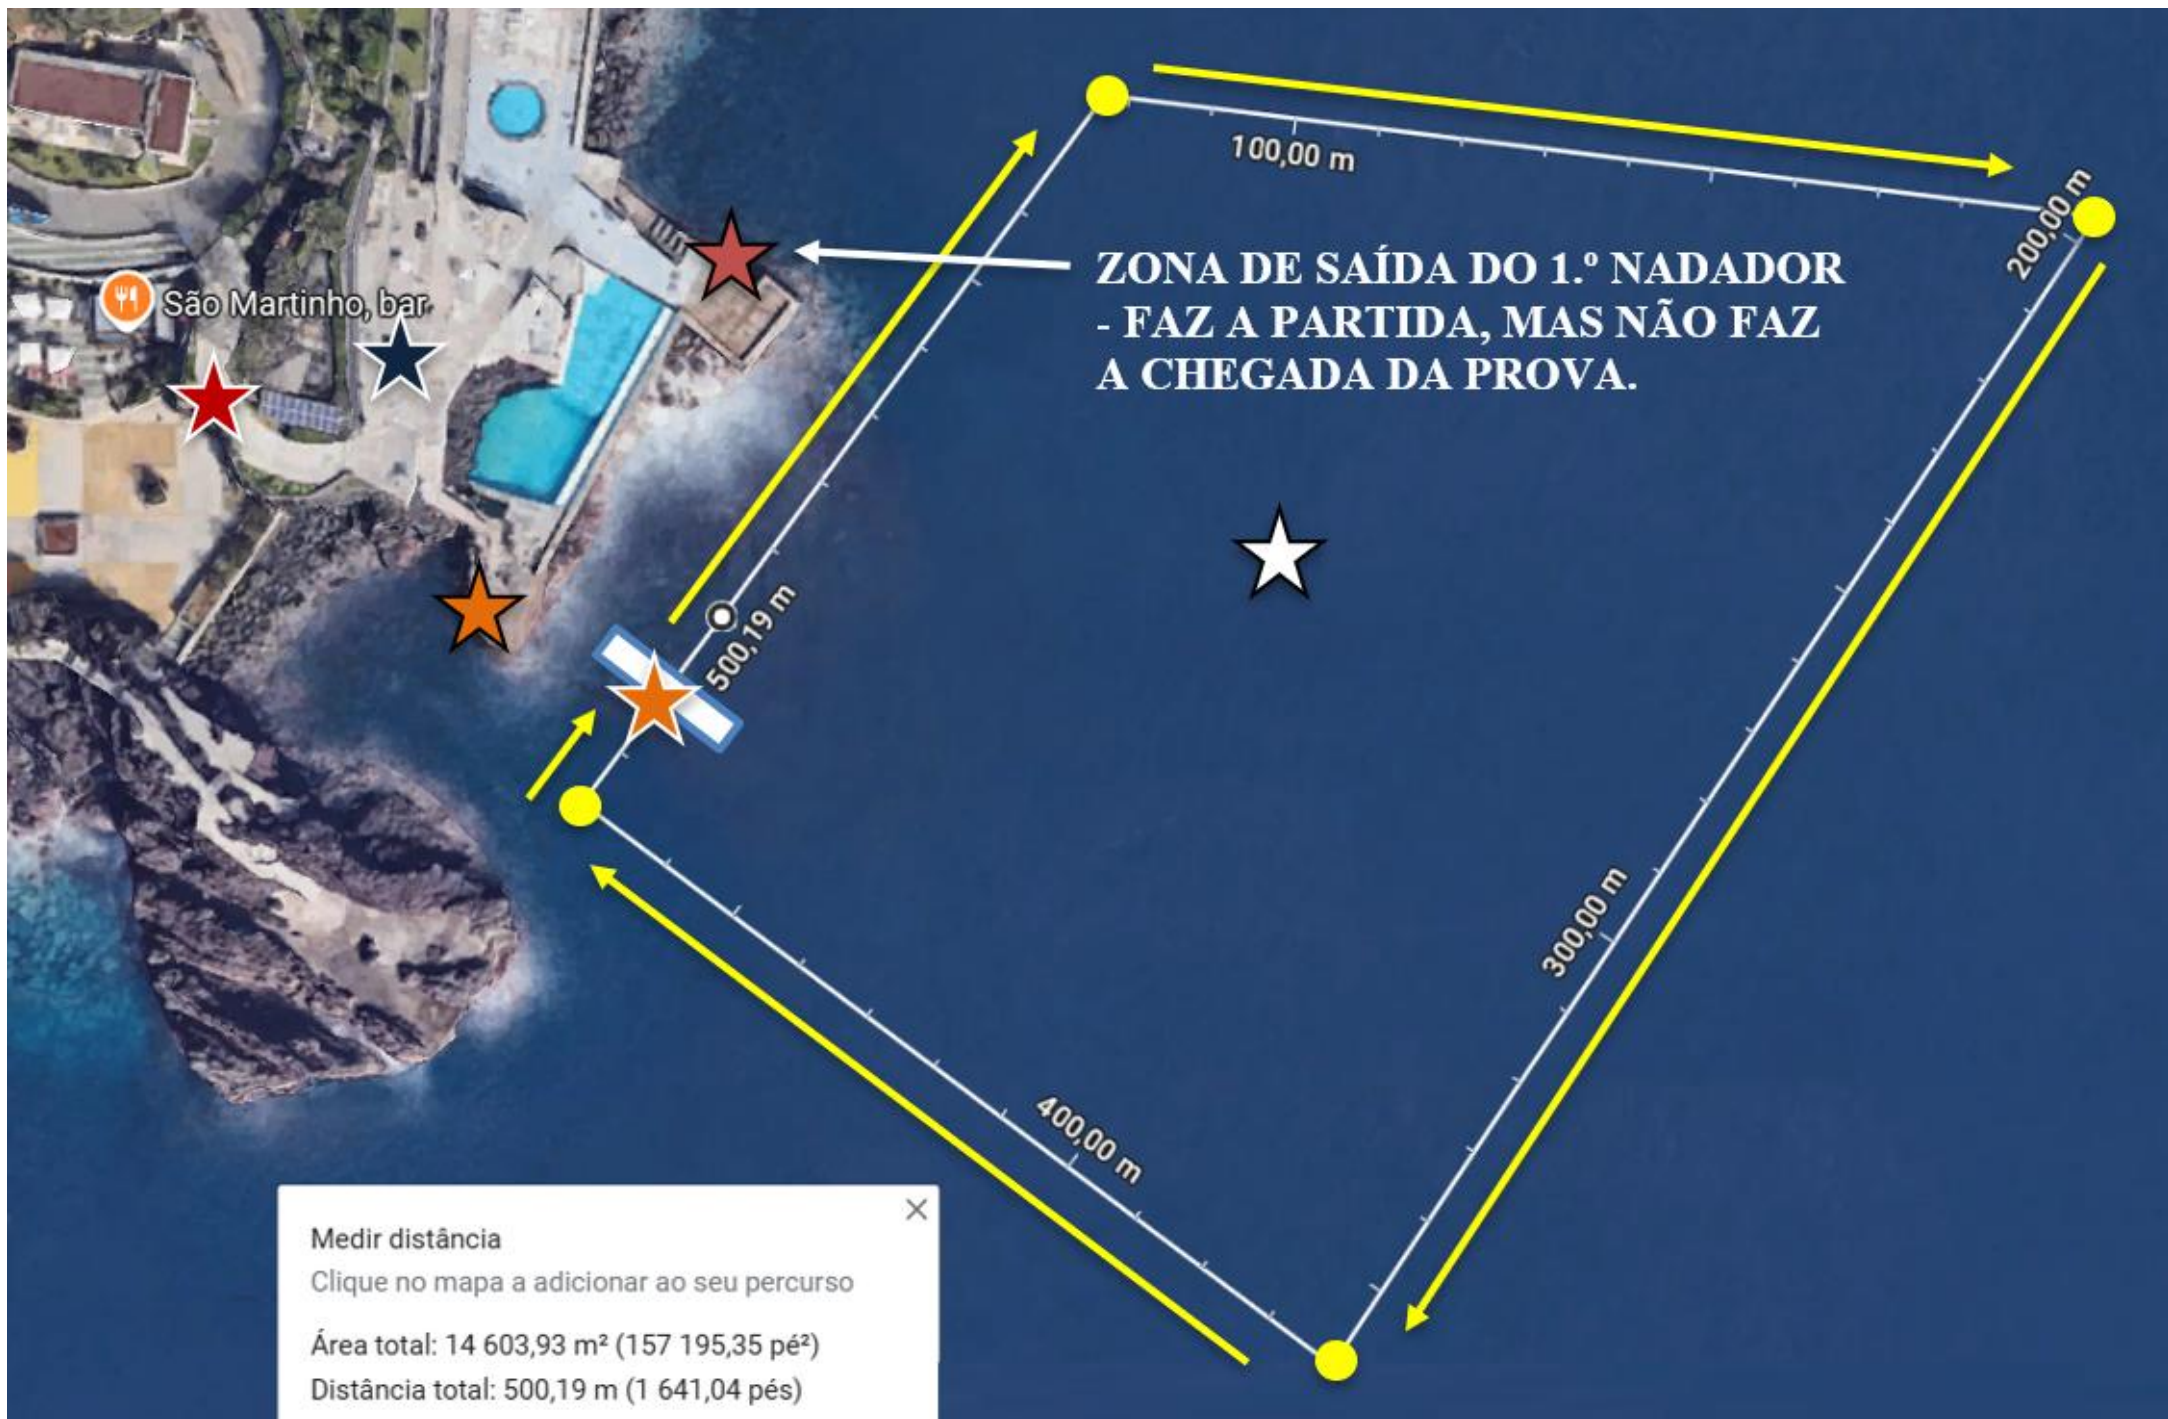 100,00 m
200,00 m
ZONA DE SAÍDA DO 1.º NADADOR
- FAZ A PARTIDA, MAS NÃO FAZ
A CHEGADA DA PROVA.
São Martinho, bar
500,19 m
300,00 m
400,00 m
Medir distância
Clique no mapa a adicionar ao seu percurso
Área total: 14 603,93 m² (157 195,35 pé²)
Distância total: 500,19 m (1 641,04 pés)